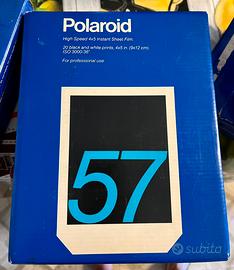 Polaroid
High Speed 4x5 Instant Sheet Film
20 black and white prints, 4x5 in. (9x12 cm)
ISO 3000/36°
For professional use
57
subito